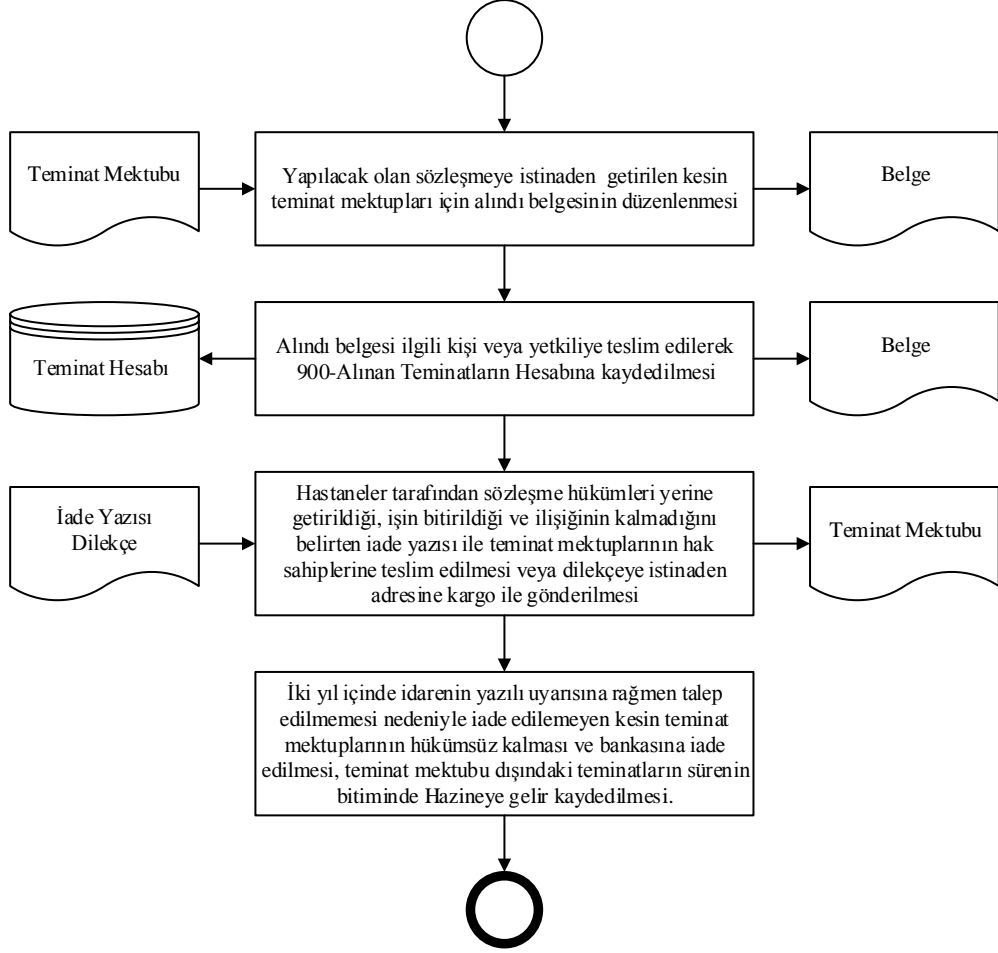 Teminat Mektubu
Yapılacak olan sözleşmeye istinaden getirilen kesin
teminat mektupları için alındı belgesinin düzenlenmesi
Belge
Teminat Hesabı
Alındı belgesi ilgili kişi veya yetkiliye teslim edilerek
900-Alınan Teminatların Hesabına kaydedilmesi
Belge
İade Yazısı
Dilekçe
Hastaneler tarafından sözleşme hükümleri yerine
getirildiği, işin bitirildiği ve ilişiğinin kalmadığını
belirten iade yazısı ile teminat mektuplarının hak
sahiplerine teslim edilmesi veya dilekçeye istinaden
adresine kargo ile gönderilmesi
Teminat Mektubu
İki yıl içinde idarenin yazılı uyarısına rağmen talep
edilmemesi nedeniyle iade edilemeyen kesin teminat
mektuplarının hükümsüz kalması ve bankasına iade
edilmesi, teminat mektubu dışındaki teminatların sürenin
bitiminde Hazineye gelir kaydedilmesi.